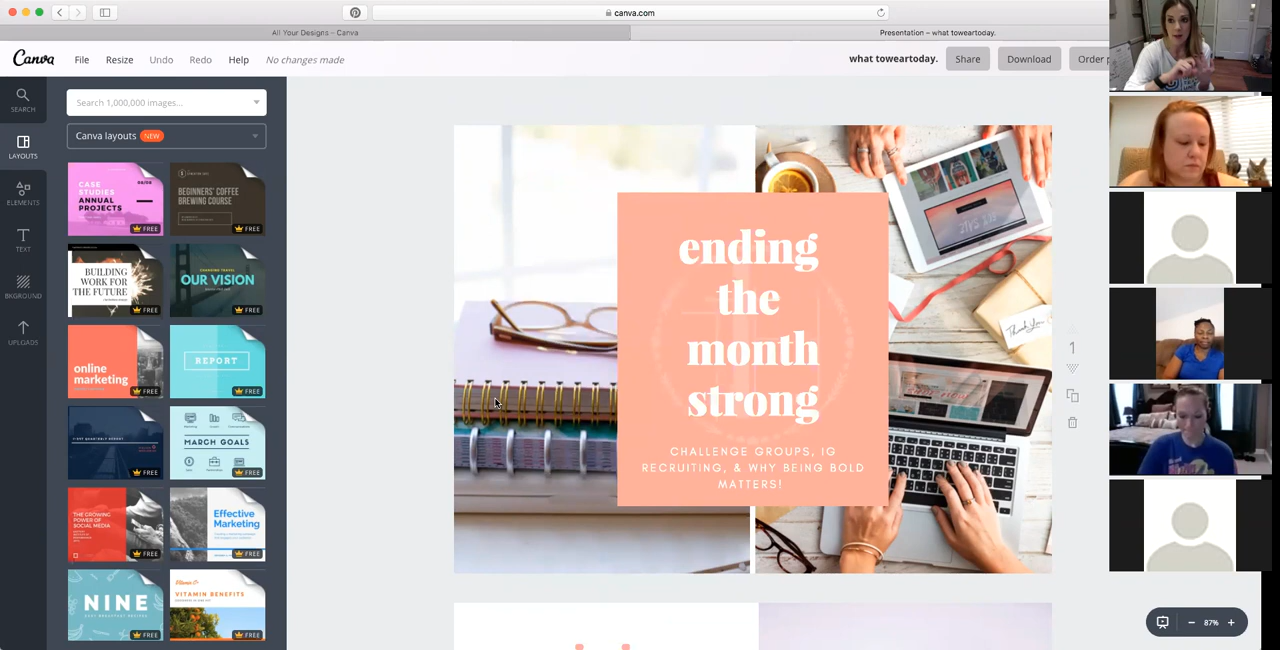 canva.com
All Your Designs – Canva
Presentation – what toweartoday.
Canva
File
Resize
Undo
Redo
Help
No changes made
what toweartoday.
Share
Download
Order p
SEARCH
LAYOUTS
ELEMENTS
TEXT
BKGROUND
UPLOADS
Search 1,000,000 images...
Canva layouts NEW
CASE
STUDIES
ANNUAL
PROJECTS
FREE
BEGINNERS' COFFEE
BREWING COURSE
FREE
BUILDING
WORK FOR
THE FUTURE
FREE
OUR VISION
FREE
online
marketing
FREE
REPORT
FREE
FREE
MARCH GOALS
FREE
THE GROWING
POWER OF
SOCIAL MEDIA
FREE
Effective
Marketing
FREE
NINE
FREE
VITAMIN BENEFITS
FREE
ending
the
month
strong
CHALLENGE GROUPS, IG
RECRUITING, & WHY BEING BOLD
MATTERS!
Thank You
1
87%